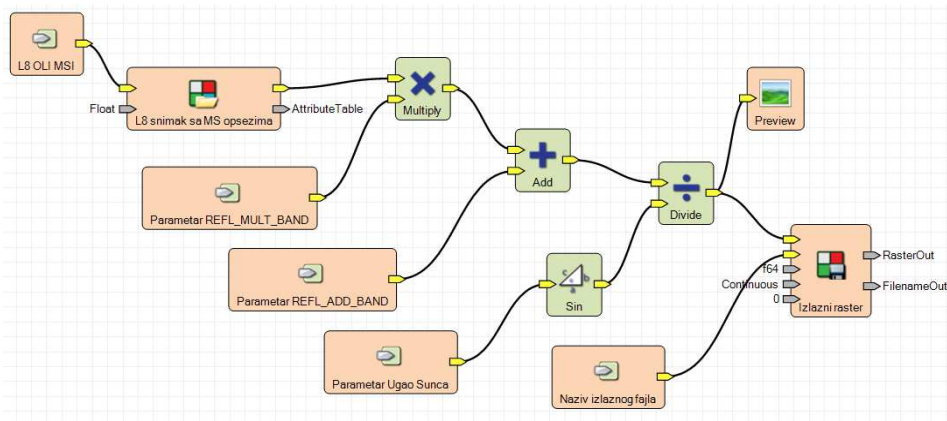 L8 OLI MSI
Float
AttributeTable
L8 snimak sa MS opsezima
Multiply
Preview
Parametar REFL_MULT_BAND
Add
Divide
Parametar REFL_ADD_BAND
c
b
a
Sin
RasterOut
f64
Continuous
FilenameOut
0
Izlazni raster
Parametar Ugao Sunca
Naziv izlaznog fajla